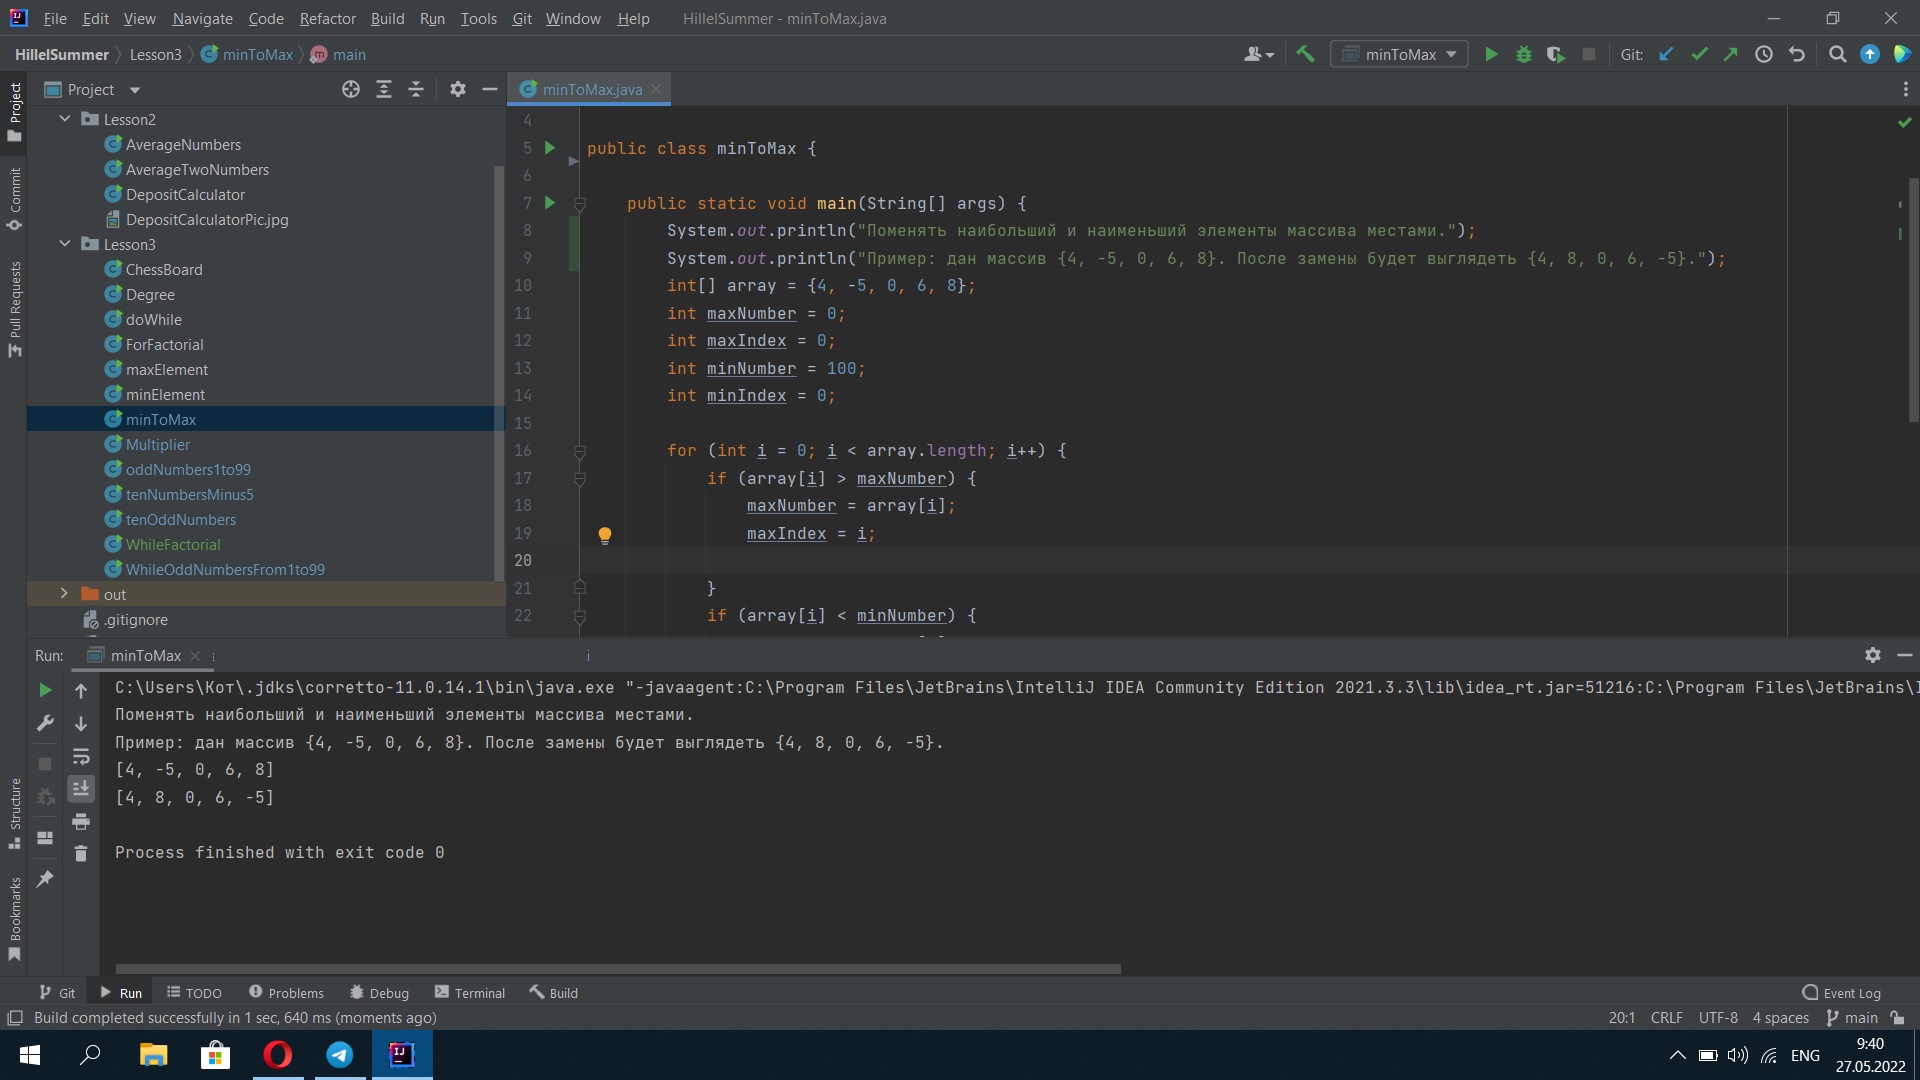 File Edit View Navigate Code Refactor Build Run Tools Git Window Help HillelSummer - minToMax.java
HillelSummer Lesson3 minToMax main minToMax Git:
Project minToMax.java
Project
Commit
Pull Requests
Structure
Bookmarks
Lesson2
AverageNumbers
AverageTwoNumbers
DepositCalculator
DepositCalculatorPic.jpg
Lesson3
ChessBoard
Degree
doWhile
ForFactorial
maxElement
minElement
minToMax
Multiplier
oddNumbers1to99
tenNumbersMinus5
tenOddNumbers
WhileFactorial
WhileOddNumbersFrom1to99
out
.gitignore
4
5 public class minToMax {
6
7 public static void main(String[] args) {
8 System.out.println("Поменять наибольший и наименьший элементы массива местами.");
9 System.out.println("Пример: дан массив {4, -5, 0, 6, 8}. После замены будет выглядеть {4, 8, 0, 6, -5}.");
10 int[] array = {4, -5, 0, 6, 8};
11 int maxNumber = 0;
12 int maxIndex = 0;
13 int minNumber = 100;
14 int minIndex = 0;
15
16 for (int i = 0; i < array.length; i++) {
17 if (array[i] > maxNumber) {
18 maxNumber = array[i];
19 maxIndex = i;
20
21 }
22 if (array[i] < minNumber) {
Run: minToMax
C:\Users\Кот\.jdks\corretto-11.0.14.1\bin\java.exe "-javaagent:C:\Program Files\JetBrains\IntelliJ IDEA Community Edition 2021.3.3\lib\idea_rt.jar=51216:C:\Program Files\JetBrains\I
Поменять наибольший и наименьший элементы массива местами.
Пример: дан массив {4, -5, 0, 6, 8}. После замены будет выглядеть {4, 8, 0, 6, -5}.
[4, -5, 0, 6, 8]
[4, 8, 0, 6, -5]
Process finished with exit code 0
Git Run TODO Problems Debug Terminal Build Event Log
Build completed successfully in 1 sec, 640 ms (moments ago) 20:1 CRLF UTF-8 4 spaces main
ENG
9:40
27.05.2022